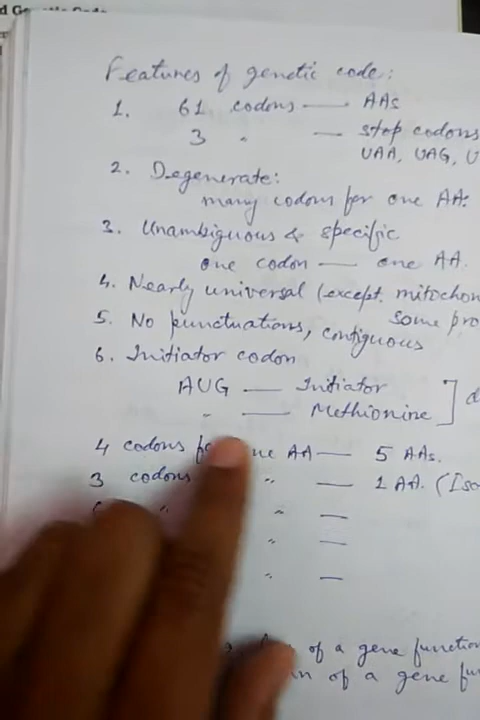 Features of genetic code:
1. 61 codons — AAs
3 " — stop codons
UAA, UAG, U
2. Degenerate:
many codons for one AA.
3. Unambiguous & specific
one codon — one AA.
4. Nearly universal (except mitochon
some pro
5. No punctuations, contiguous
6. Initiator codon
AUG — Initiator
" — Methionine ] d
4 codons AA — 5 AAs.
3 codons " — 1 AA. (Iso
" " —
" —
" —
of a gene function
of a gene fu